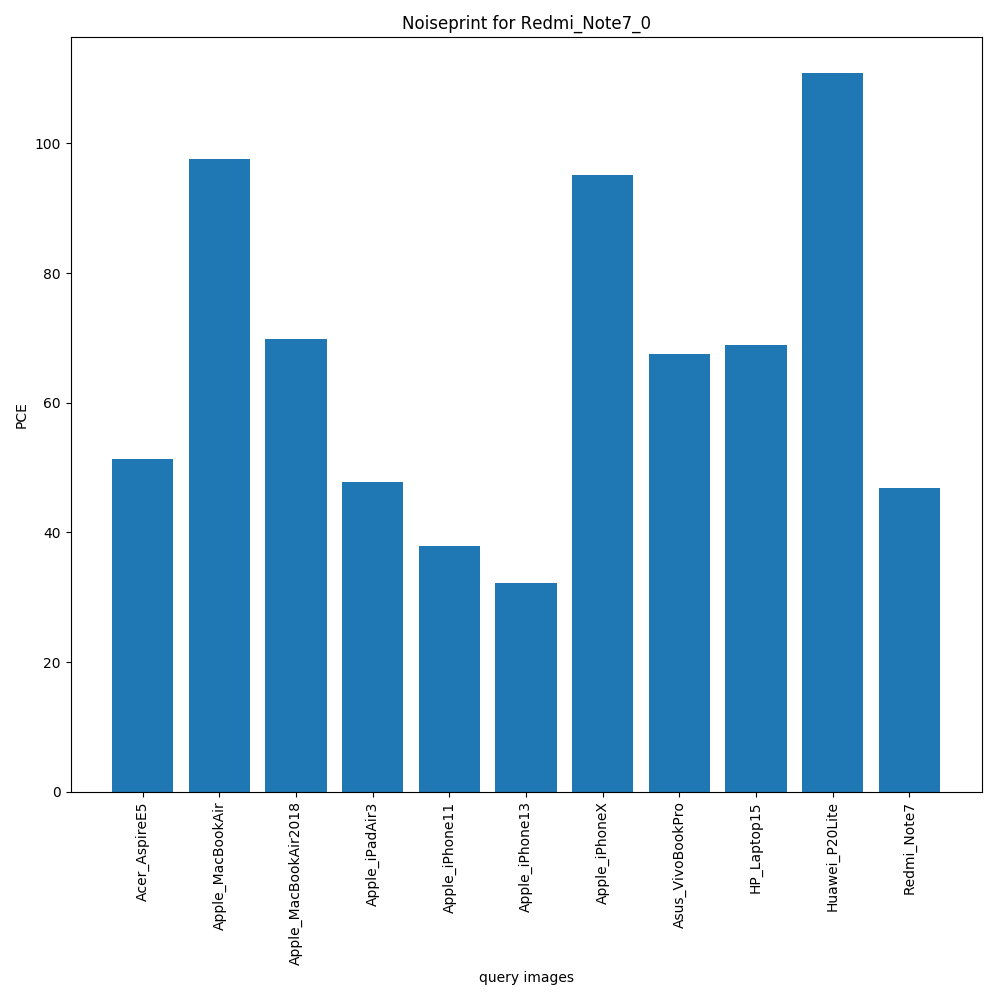 Noiseprint for Redmi_Note7_0
PCE
100
80
60
40
20
0
Acer_AspireE5
Apple_MacBookAir
Apple_MacBookAir2018
Apple_iPadAir3
Apple_iPhone11
Apple_iPhone13
Apple_iPhoneX
Asus_VivoBookPro
HP_Laptop15
Huawei_P20Lite
Redmi_Note7
query images